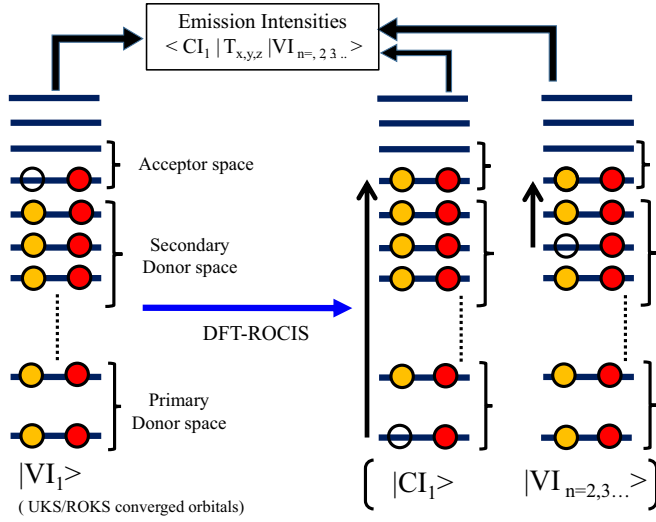 Emission Intensities
< CI₁ | Tₓ,ᵧ,𝓏 |VI n=, 2 3 .. >
Acceptor space
Secondary
Donor space
DFT-ROCIS
Primary
Donor space
|VI₁>
( UKS/ROKS converged orbitals)
|CI₁>
|VI n=2,3…>